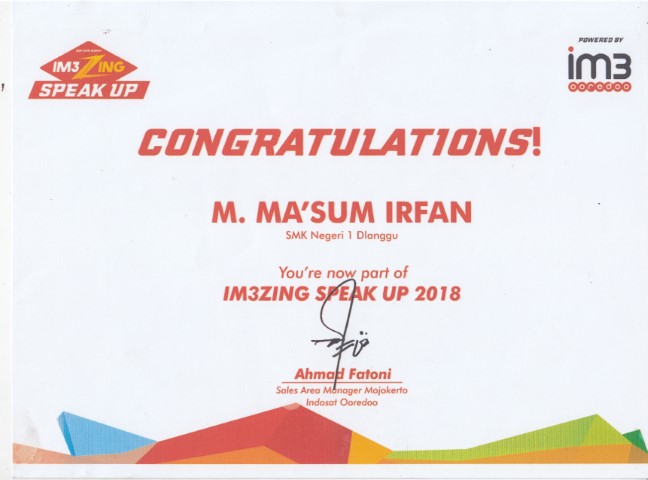 IM3ZING
SPEAK UP
POWERED BY
im3
ooredoo
CONGRATULATIONS!
M. MA'SUM IRFAN
SMK Negeri 1 Dlanggu
You're now part of
IM3ZING SPEAK UP 2018
Ahmad Fatoni
Sales Area Manager Mojokerto
Indosat Ooredoo